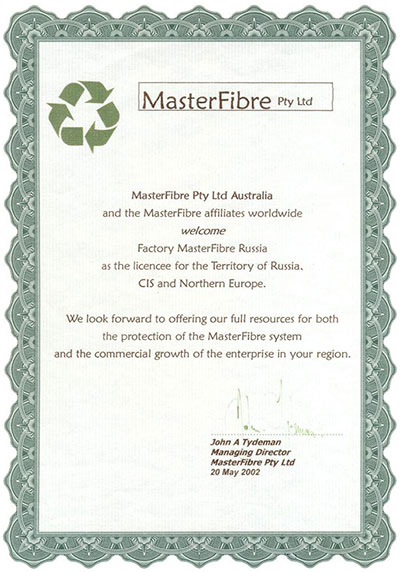 MasterFibre Pty Ltd
MasterFibre Pty Ltd Australia
and the MasterFibre affiliates worldwide
welcome
Factory MasterFibre Russia
as the licencee for the Territory of Russia,
CIS and Northern Europe.
We look forward to offering our full resources for both
the protection of the MasterFibre system
and the commercial growth of the enterprise in your region.
John A Tydeman
Managing Director
MasterFibre Pty Ltd
20 May 2002